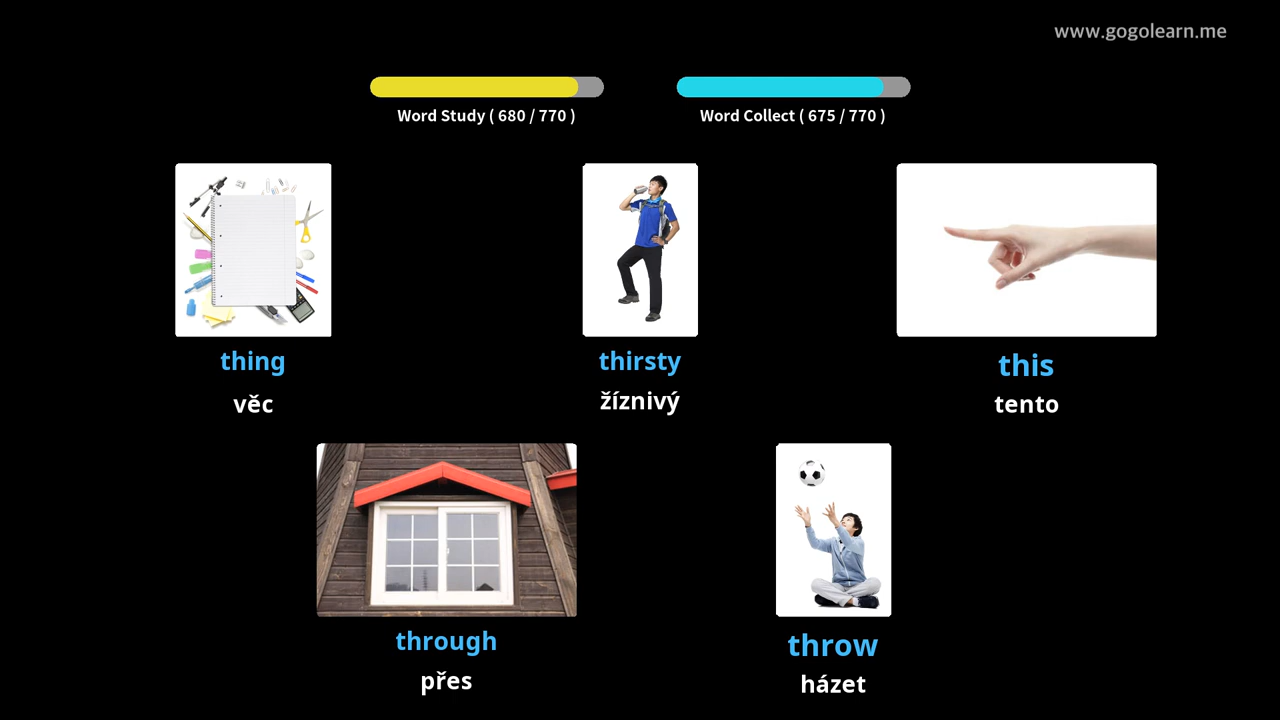 www.gogolearn.me
Word Study ( 680 / 770 )
Word Collect ( 675 / 770 )
thing
věc
thirsty
žíznivý
this
tento
through
přes
throw
házet